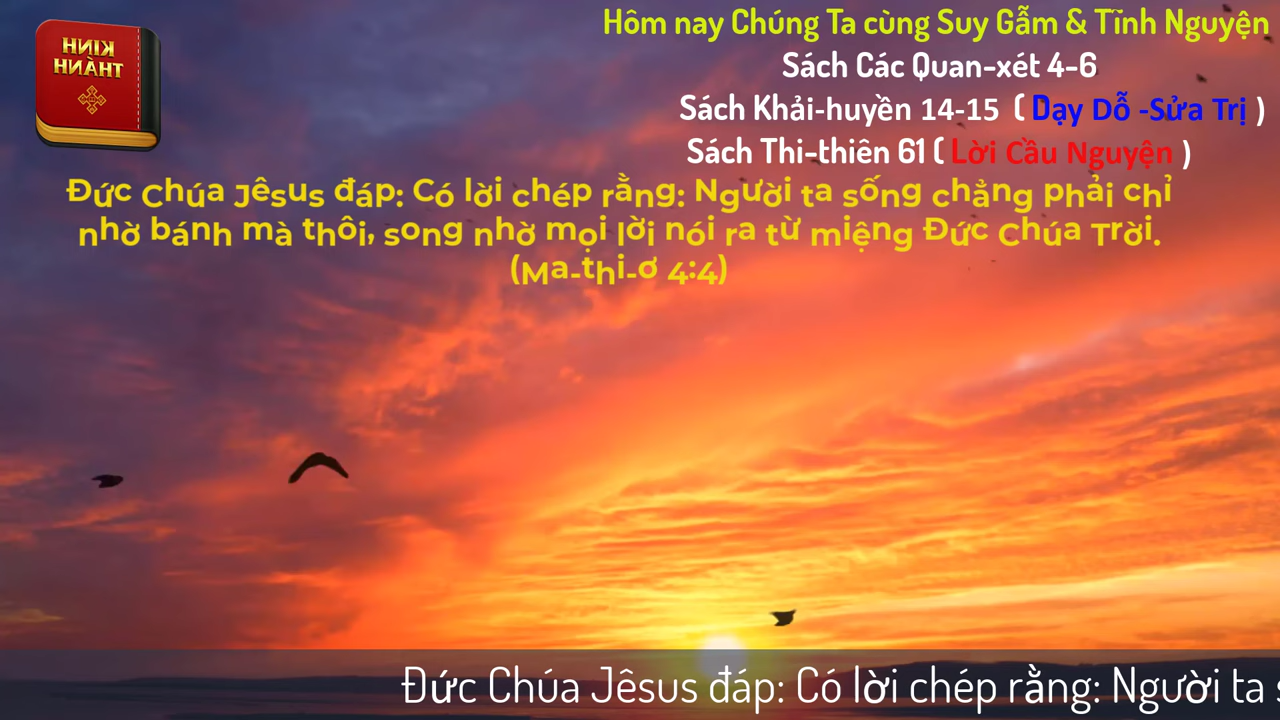 KINH
THÁNH
Hôm nay Chúng Ta cùng Suy Gẫm & Tĩnh Nguyện
Sách Các Quan-xét 4-6
Sách Khải-huyền 14-15 ( Dạy Dỗ -Sửa Trị )
Sách Thi-thiên 61 ( Lời Cầu Nguyện )
Đức Chúa Jêsus đáp: Có lời chép rằng: Người ta sống chẳng phải chỉ
nhờ bánh mà thôi, song nhờ mọi lời nói ra từ miệng Đức Chúa Trời.
(Ma-thi-ơ 4:4)
Đức Chúa Jêsus đáp: Có lời chép rằng: Người ta